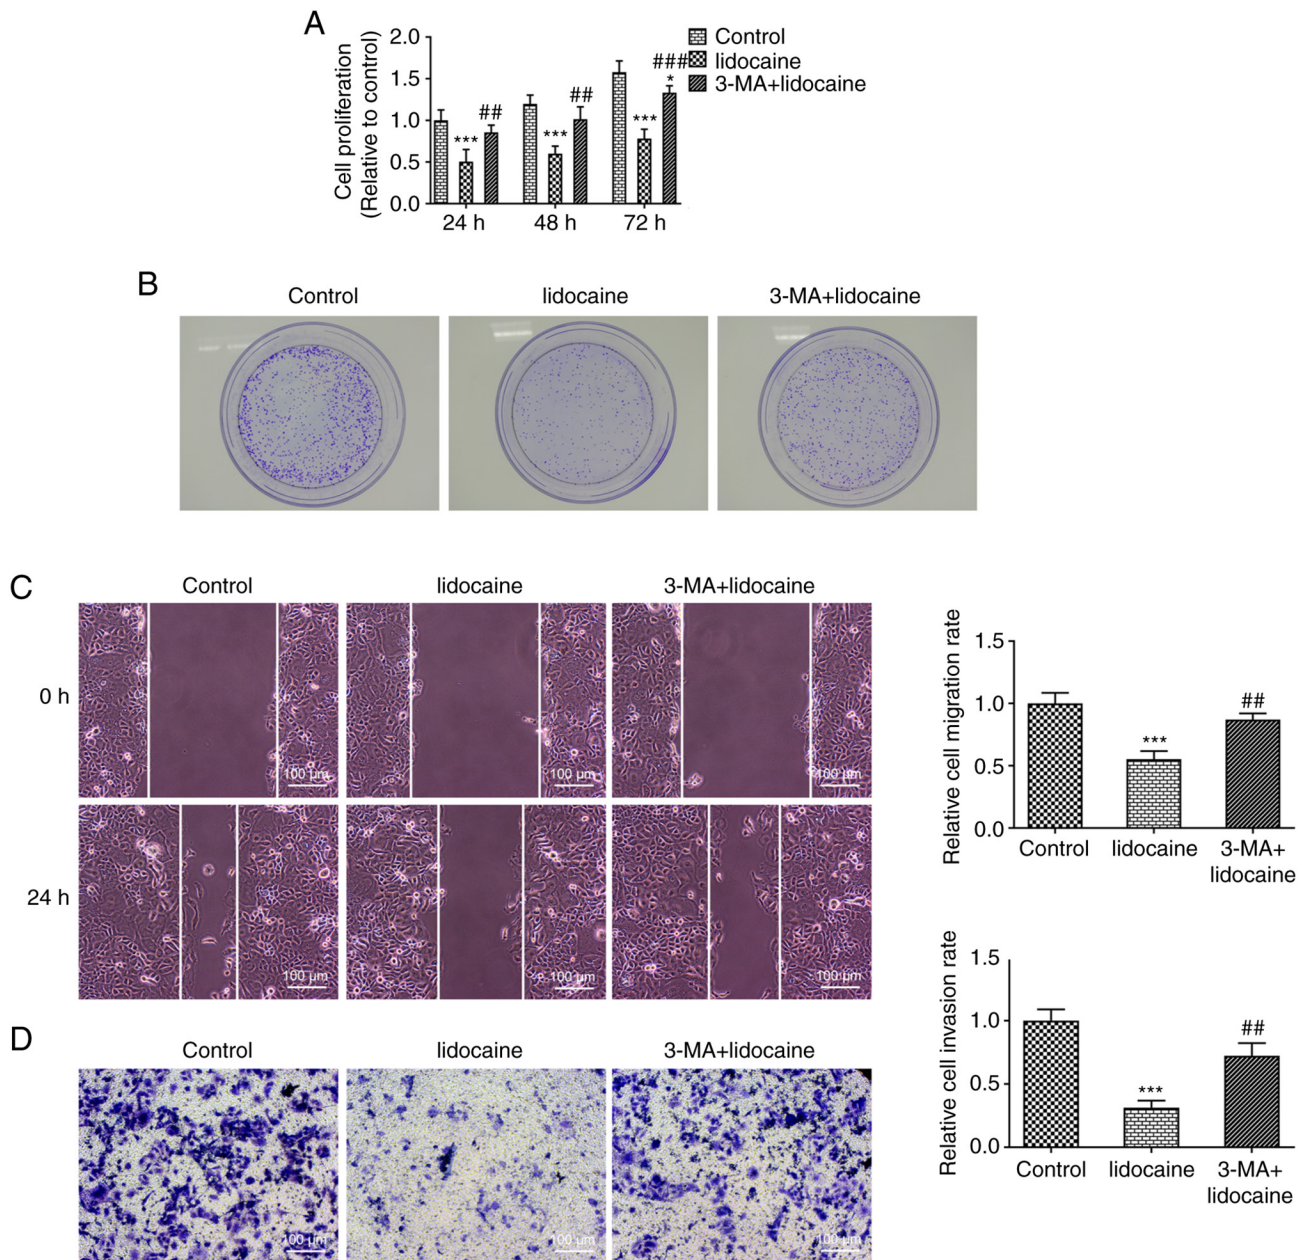 A
Cell proliferation
(Relative to control)
2.0
1.5
1.0
0.5
0.0
***
##
***
##
***
###
*
24 h
48 h
72 h
Control
lidocaine
3-MA+lidocaine
B
Control
lidocaine
3-MA+lidocaine
C
Control
lidocaine
3-MA+lidocaine
0 h
100 µm
100 µm
100 µm
24 h
100 µm
100 µm
100 µm
Relative cell migration rate
1.5
1.0
0.5
0.0
***
##
Control
lidocaine
3-MA+
lidocaine
D
Control
lidocaine
3-MA+lidocaine
100 µm
100 µm
100 µm
Relative cell invasion rate
1.5
1.0
0.5
0.0
***
##
Control
lidocaine
3-MA+
lidocaine